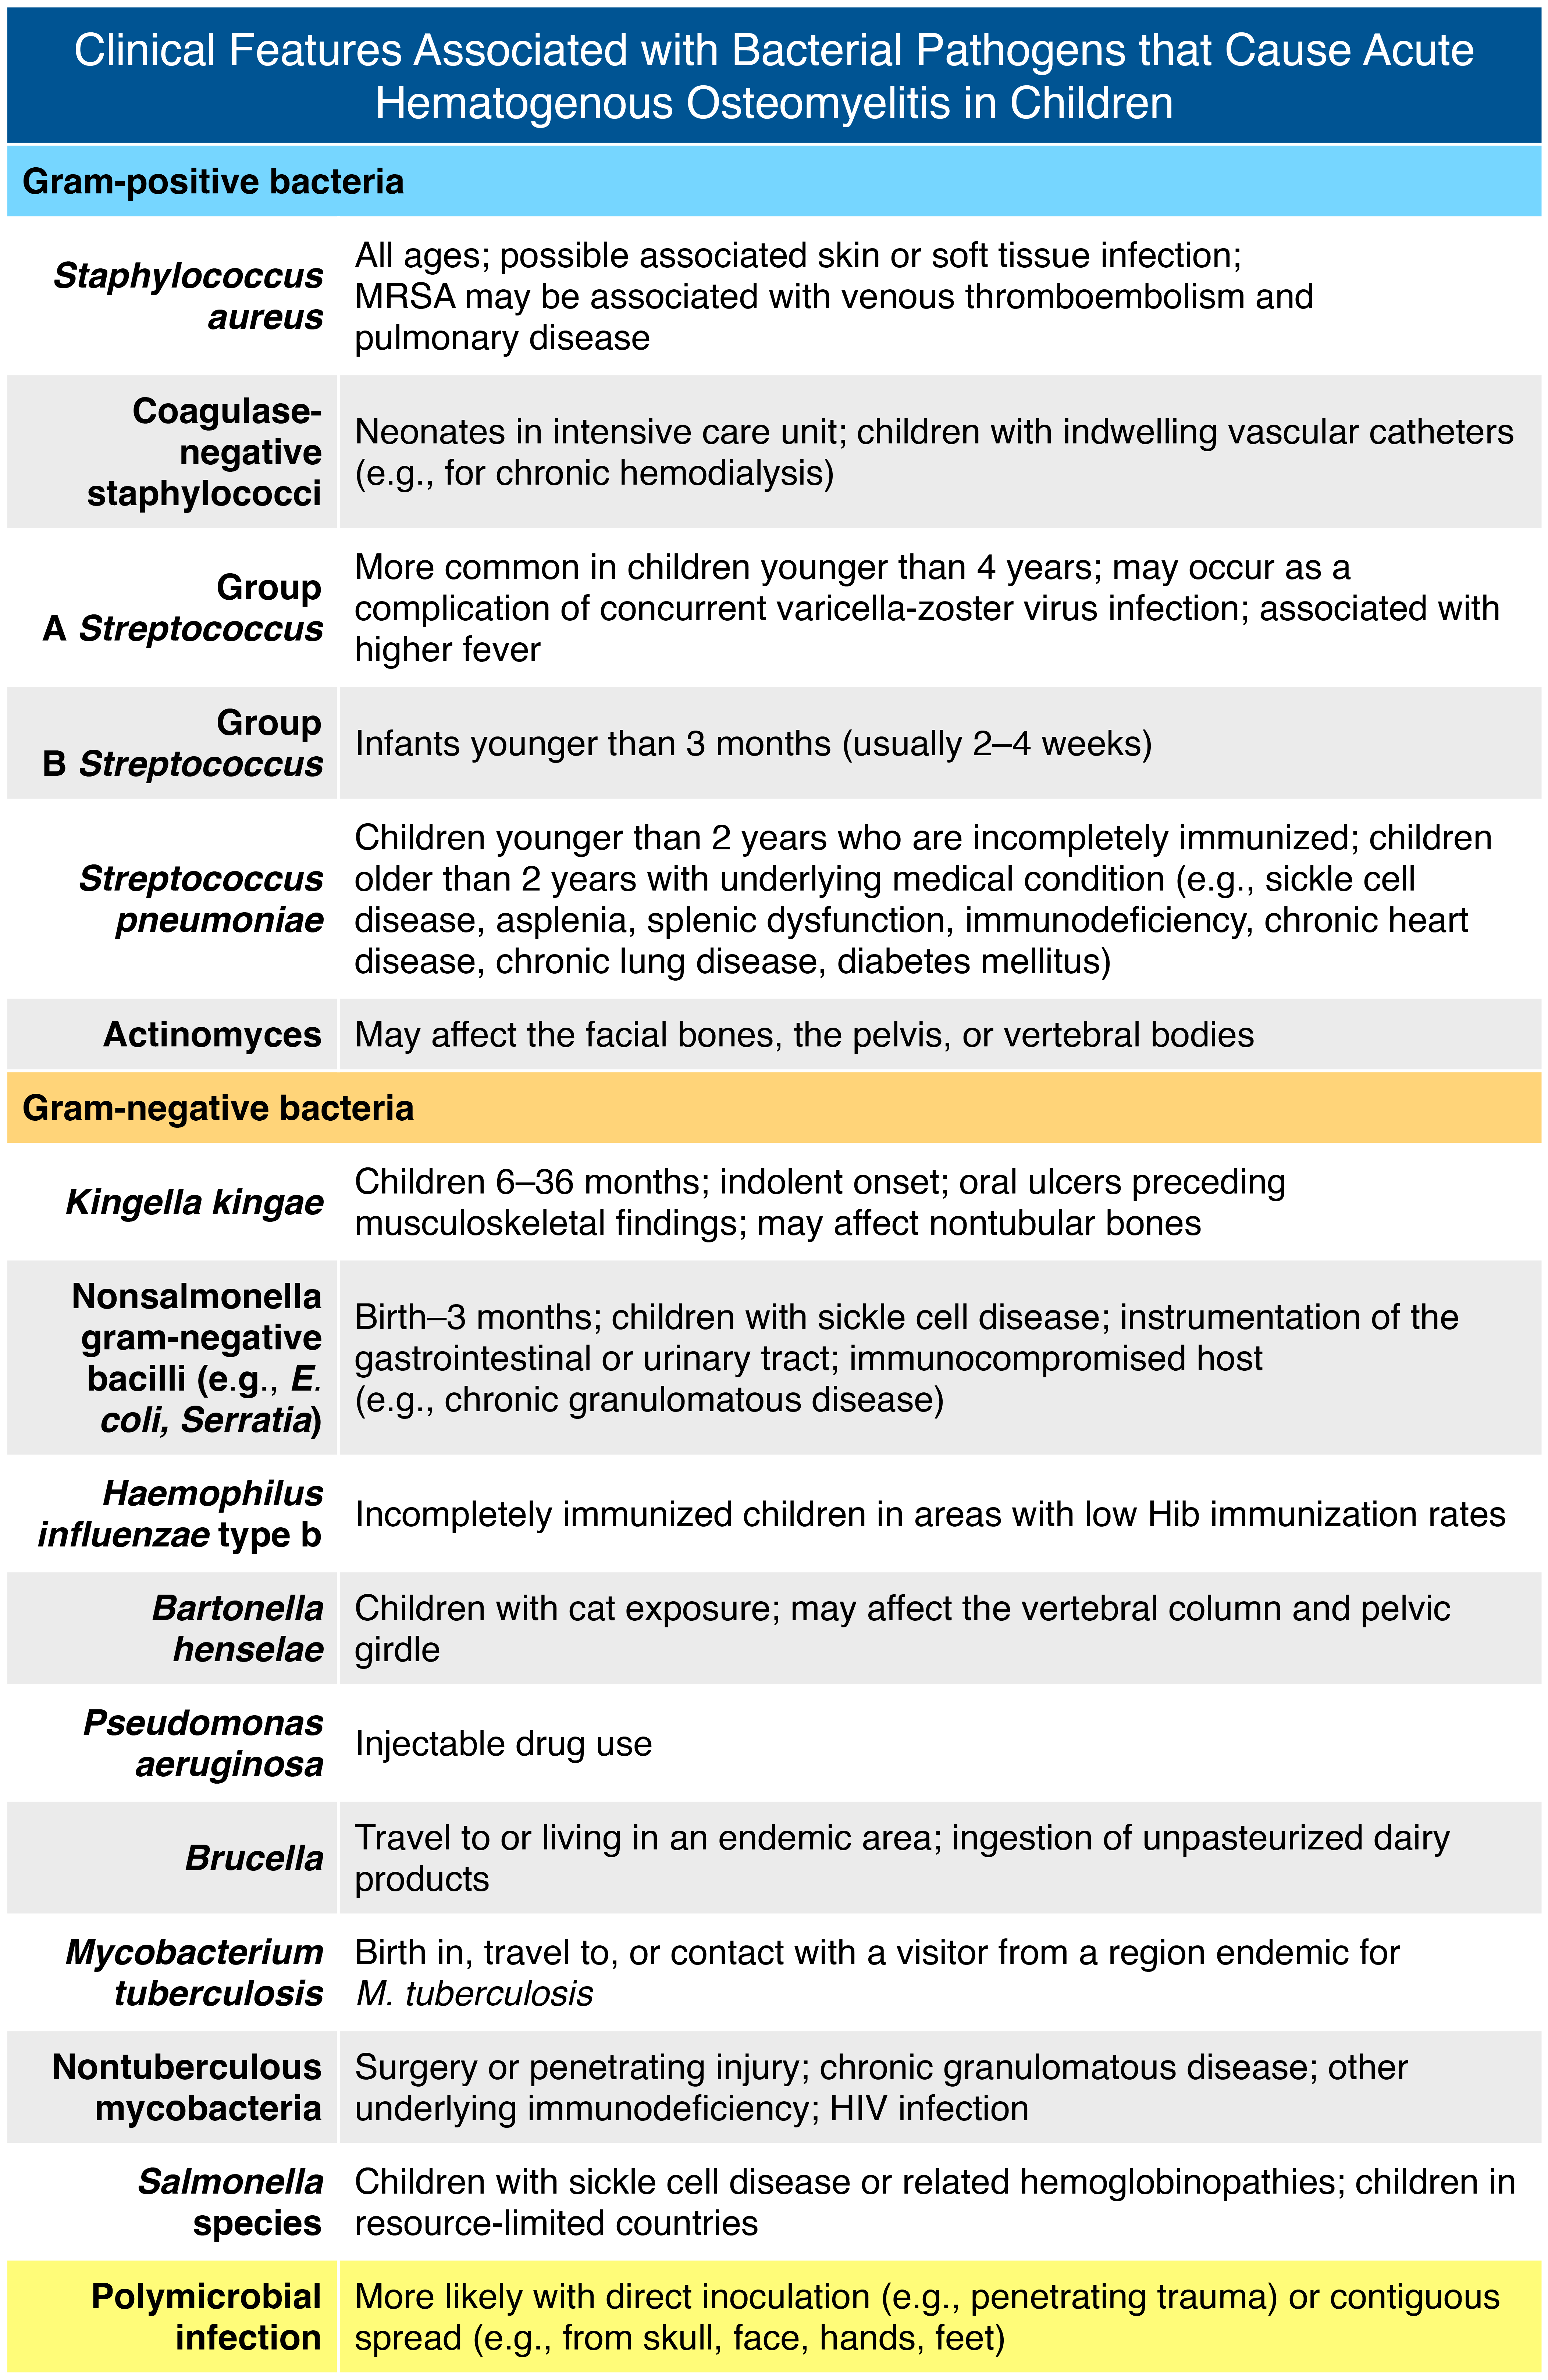 Clinical Features Associated with Bacterial Pathogens that Cause Acute
Hematogenous Osteomyelitis in Children
Gram-positive bacteria
Staphylococcus
aureus
All ages; possible associated skin or soft tissue infection;
MRSA may be associated with venous thromboembolism and
pulmonary disease
Coagulase-
negative
staphylococci
Neonates in intensive care unit; children with indwelling vascular catheters
(e.g., for chronic hemodialysis)
Group
A Streptococcus
More common in children younger than 4 years; may occur as a
complication of concurrent varicella-zoster virus infection; associated with
higher fever
Group
B Streptococcus
Infants younger than 3 months (usually 2–4 weeks)
Streptococcus
pneumoniae
Children younger than 2 years who are incompletely immunized; children
older than 2 years with underlying medical condition (e.g., sickle cell
disease, asplenia, splenic dysfunction, immunodeficiency, chronic heart
disease, chronic lung disease, diabetes mellitus)
Actinomyces
May affect the facial bones, the pelvis, or vertebral bodies
Gram-negative bacteria
Kingella kingae
Children 6–36 months; indolent onset; oral ulcers preceding
musculoskeletal findings; may affect nontubular bones
Nonsalmonella
gram-negative
bacilli (e.g., E.
coli, Serratia)
Birth–3 months; children with sickle cell disease; instrumentation of the
gastrointestinal or urinary tract; immunocompromised host
(e.g., chronic granulomatous disease)
Haemophilus
influenzae type b
Incompletely immunized children in areas with low Hib immunization rates
Bartonella
henselae
Children with cat exposure; may affect the vertebral column and pelvic
girdle
Pseudomonas
aeruginosa
Injectable drug use
Brucella
Travel to or living in an endemic area; ingestion of unpasteurized dairy
products
Mycobacterium
tuberculosis
Birth in, travel to, or contact with a visitor from a region endemic for
M. tuberculosis
Nontuberculous
mycobacteria
Surgery or penetrating injury; chronic granulomatous disease; other
underlying immunodeficiency; HIV infection
Salmonella
species
Children with sickle cell disease or related hemoglobinopathies; children in
resource-limited countries
Polymicrobial
infection
More likely with direct inoculation (e.g., penetrating trauma) or contiguous
spread (e.g., from skull, face, hands, feet)